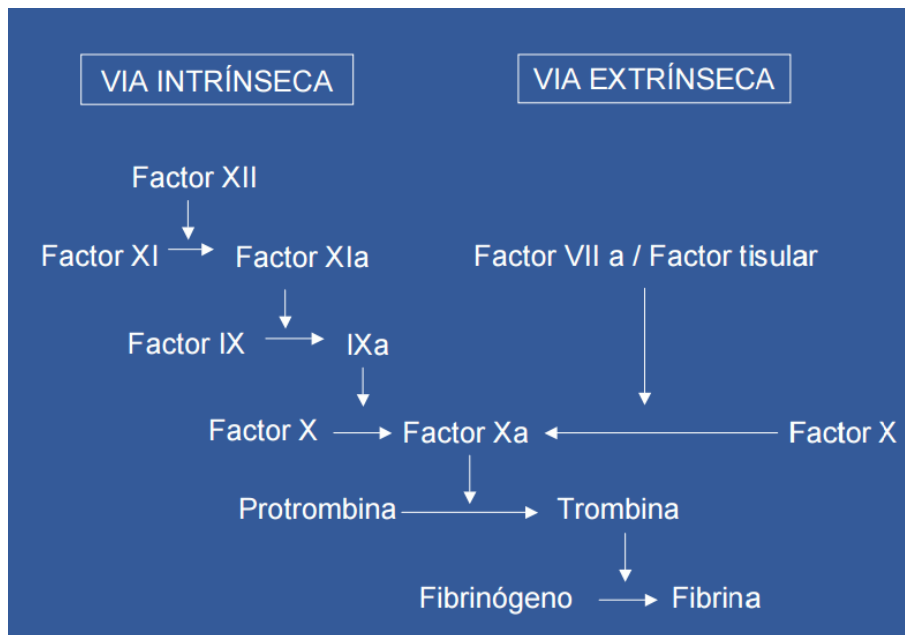 VIA INTRÍNSECA
VIA EXTRÍNSECA
Factor XII
Factor XI
Factor XIa
Factor VII a / Factor tisular
Factor IX
IXa
Factor X
Factor Xa
Factor X
Protrombina
Trombina
Fibrinógeno
Fibrina